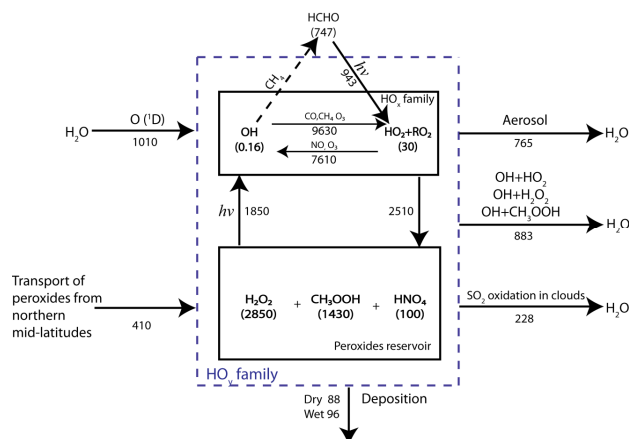 HCHO
(747)
CH4
hν
943
HOx family
H2O
O (¹D)
1010
CO,CH4 O3
OH
9630
HO2+RO2
(0.16)
NO, O3
(30)
7610
Aerosol
765
H2O
OH+HO2
OH+H2O2
OH+CH3OOH
883
H2O
hν
1850
2510
Transport of
peroxides from
northern
mid-latitudes
410
H2O2 + CH3OOH + HNO4
(2850) (1430) (100)
Peroxides reservoir
SO2 oxidation in clouds
228
H2O
HOy family
Dry 88 Deposition
Wet 96